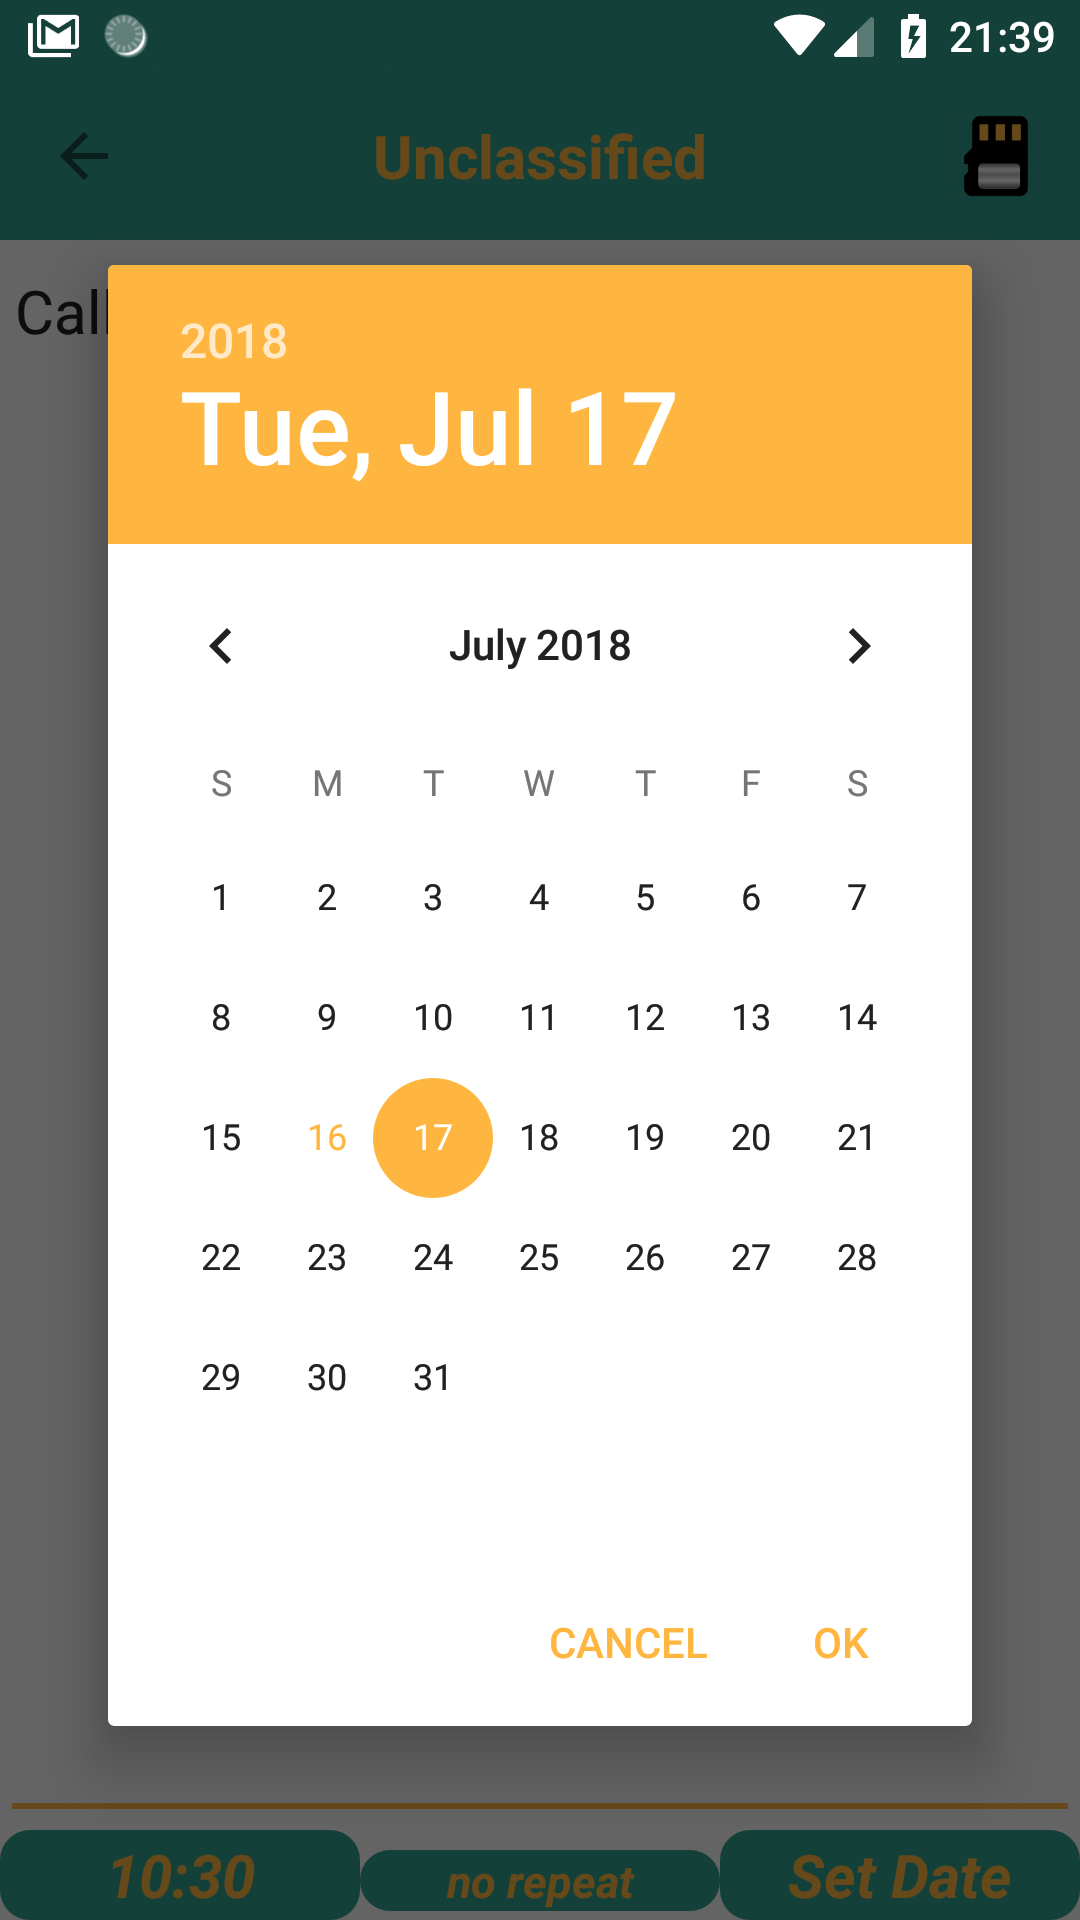 21:39
Unclassified
Call
2018
Tue, Jul 17
July 2018
S M T W T F S
1 2 3 4 5 6 7
8 9 10 11 12 13 14
15 16 17 18 19 20 21
22 23 24 25 26 27 28
29 30 31
CANCEL OK
10:30 no repeat Set Date